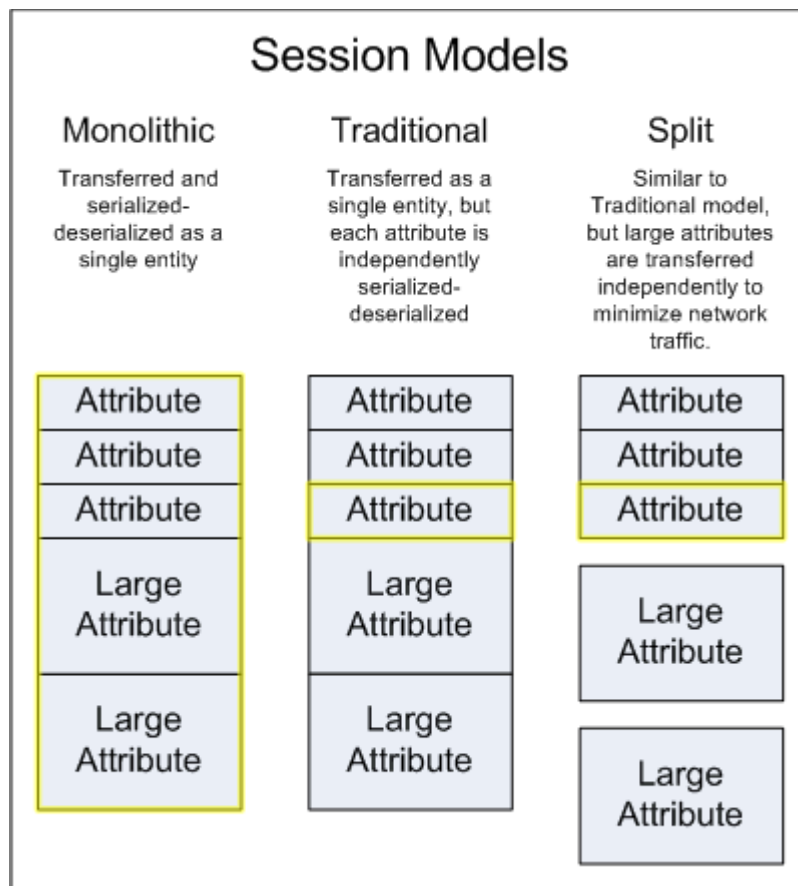 Session Models
Monolithic
Transferred and
serialized-
deserialized as a
single entity
Attribute
Attribute
Attribute
Large
Attribute
Large
Attribute
Traditional
Transferred as a
single entity, but
each attribute is
independently
serialized-
deserialized
Attribute
Attribute
Attribute
Large
Attribute
Large
Attribute
Split
Similar to
Traditional model,
but large attributes
are transferred
independently to
minimize network
traffic.
Attribute
Attribute
Attribute
Large
Attribute
Large
Attribute